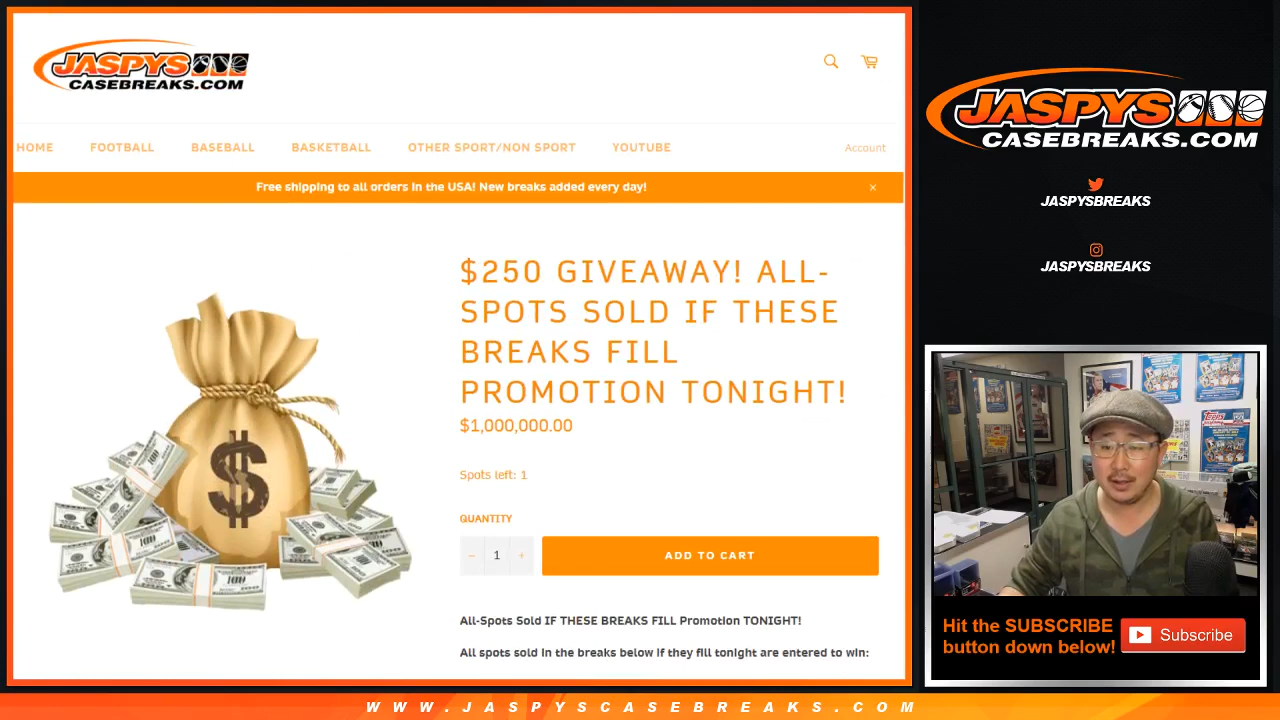 JASPYS
CASEBREAKS.COM
HOME FOOTBALL BASEBALL BASKETBALL OTHER SPORT/NON SPORT YOUTUBE Account
Free shipping to all orders in the USA! New breaks added every day! ×
$250 GIVEAWAY! ALL-
SPOTS SOLD IF THESE
BREAKS FILL
PROMOTION TONIGHT!
$1,000,000.00
Spots left: 1
QUANTITY
− 1 + ADD TO CART
All-Spots Sold IF THESE BREAKS FILL Promotion TONIGHT!
All spots sold in the breaks below if they fill tonight are entered to win:
$
100
100
JASPYS
CASEBREAKS.COM
JASPYSBREAKS
JASPYSBREAKS
TOPPS
Hit the SUBSCRIBE
button down below!
Subscribe
WWW.JASPYSCASEBREAKS.COM